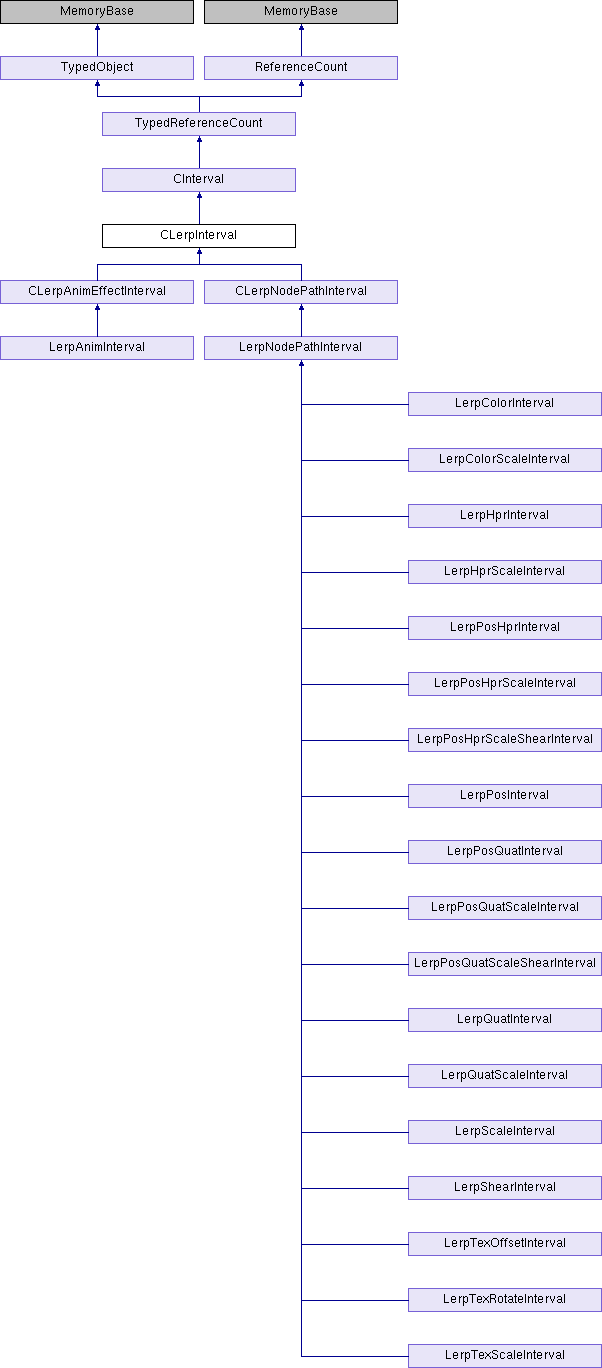 MemoryBase
MemoryBase
TypedObject
ReferenceCount
TypedReferenceCount
CInterval
CLerpInterval
CLerpAnimEffectInterval
CLerpNodePathInterval
LerpAnimInterval
LerpNodePathInterval
LerpColorInterval
LerpColorScaleInterval
LerpHprInterval
LerpHprScaleInterval
LerpPosHprInterval
LerpPosHprScaleInterval
LerpPosHprScaleShearInterval
LerpPosInterval
LerpPosQuatInterval
LerpPosQuatScaleInterval
LerpPosQuatScaleShearInterval
LerpQuatInterval
LerpQuatScaleInterval
LerpScaleInterval
LerpShearInterval
LerpTexOffsetInterval
LerpTexRotateInterval
LerpTexScaleInterval